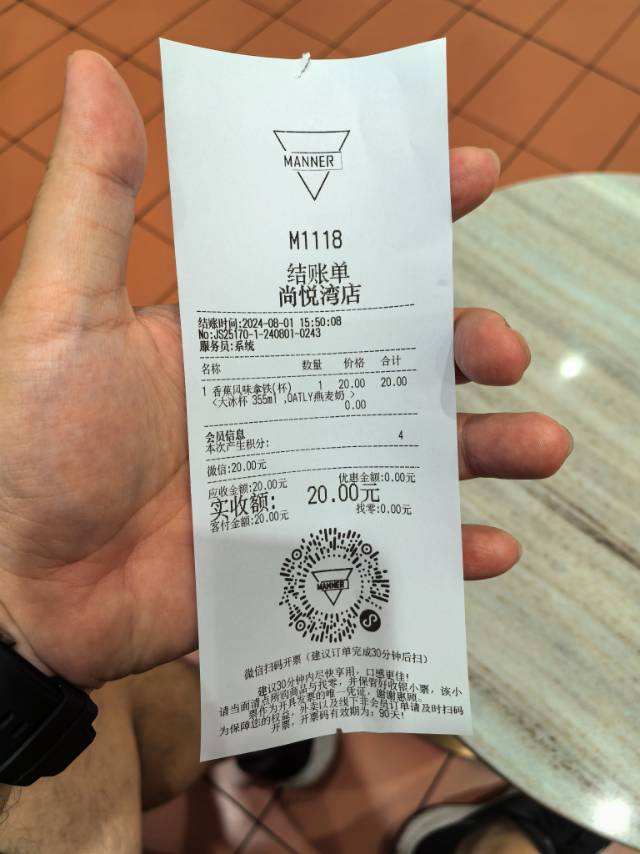 MANNER
M1118
结账单
尚悦湾店
结账时间:2024-08-01 15:50:08
No:JS25170-1-240801-0243
服务员:系统
名称 数量 价格 合计
1 香蕉风味拿铁(杯) 1 20.00 20.00
<大冰杯 355ml ,OATLY燕麦奶 >
0.00
会员信息
本次产生积分: 4
微信:20.00元
应收金额:20.00元 优惠金额:0.00元
实收额: 20.00元
客付金额:20.00元 找零:0.00元
MANNER
微信扫码开票（建议订单完成30分钟后扫）
建议30分钟内尽快享用，口感更佳!
请当面请点所购商品与找零，并保管好收银小票，该小
票作为开具发票的唯一凭证，谢谢惠顾。
为保障您的权益，外卖以及线下非会员订单请及时扫码
开票，开票码有效期为：90天!